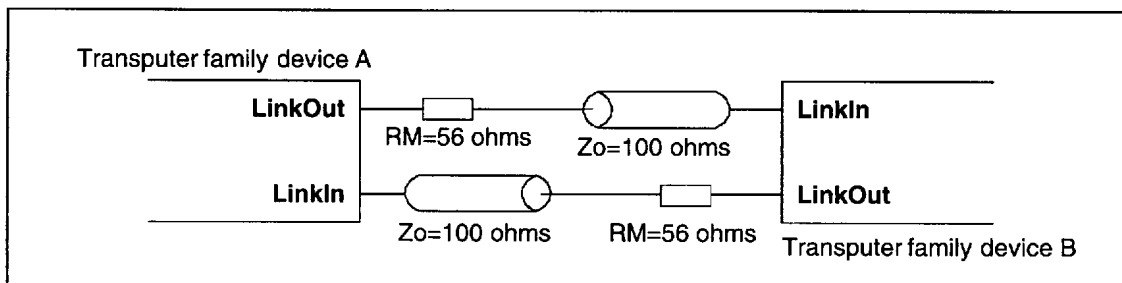 Transputer family device A
LinkOut
RM=56 ohms
Zo=100 ohms
LinkIn
LinkIn
Zo=100 ohms
RM=56 ohms
LinkOut
Transputer family device B